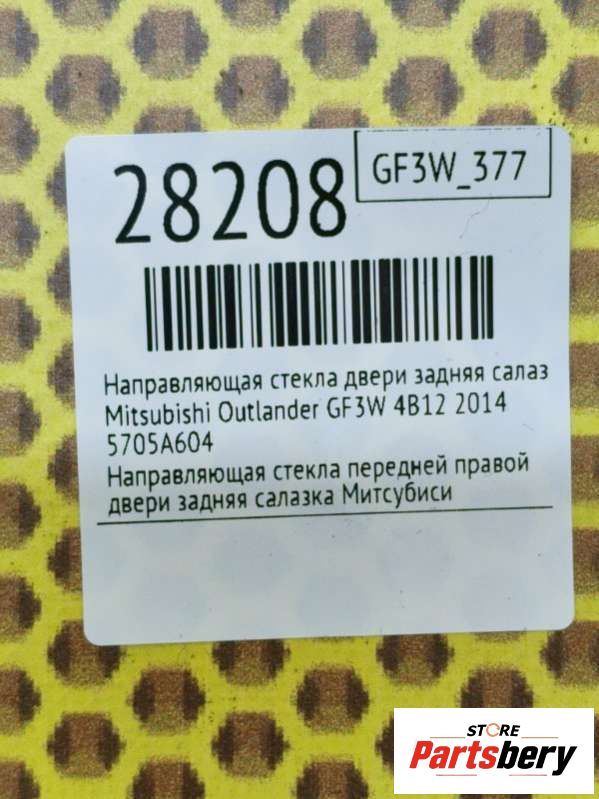 28208
GF3W_377
Направляющая стекла двери задняя салаз
Mitsubishi Outlander GF3W 4B12 2014
5705A604
Направляющая стекла передней правой
двери задняя салазка Митсубиси
STORE
Partsbery